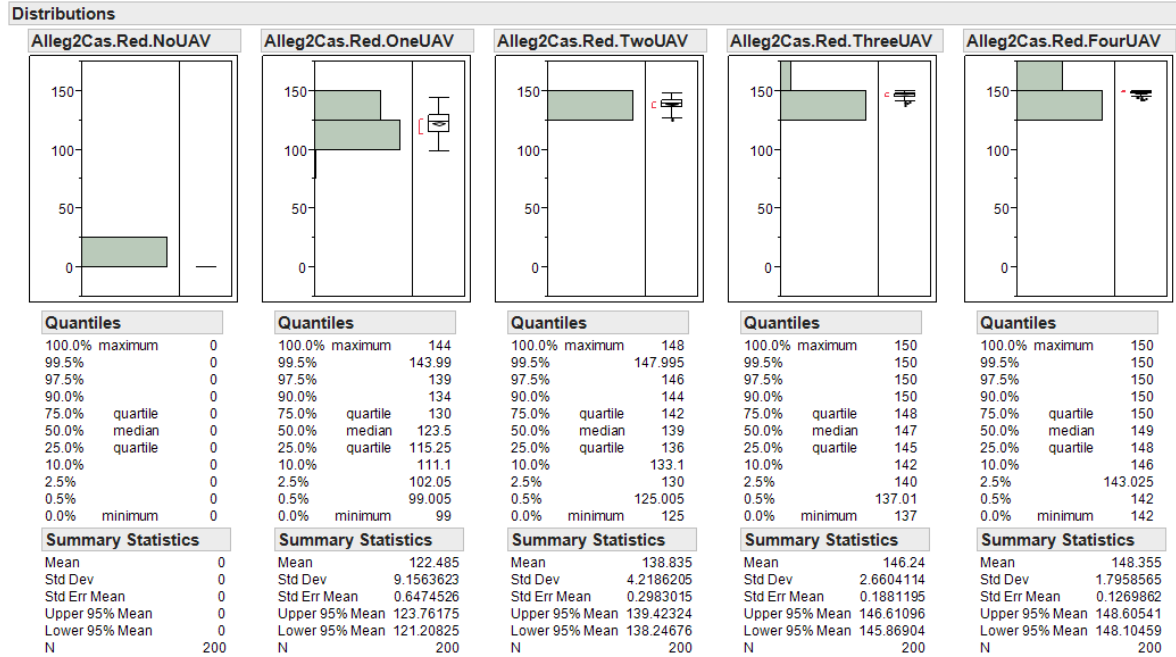 Distributions
Alleg2Cas.Red.NoUAV
150
100
50
0
Quantiles
100.0% maximum 0
99.5% 0
97.5% 0
90.0% 0
75.0% quartile 0
50.0% median 0
25.0% quartile 0
10.0% 0
2.5% 0
0.5% 0
0.0% minimum 0
Summary Statistics
Mean 0
Std Dev 0
Std Err Mean 0
Upper 95% Mean 0
Lower 95% Mean 0
N 200
Alleg2Cas.Red.OneUAV
150
100
50
0
Quantiles
100.0% maximum 144
99.5% 143.99
97.5% 139
90.0% 134
75.0% quartile 130
50.0% median 123.5
25.0% quartile 115.25
10.0% 111.1
2.5% 102.05
0.5% 99.005
0.0% minimum 99
Summary Statistics
Mean 122.485
Std Dev 9.1563623
Std Err Mean 0.6474526
Upper 95% Mean 123.76175
Lower 95% Mean 121.20825
N 200
Alleg2Cas.Red.TwoUAV
150
100
50
0
Quantiles
100.0% maximum 148
99.5% 147.995
97.5% 146
90.0% 144
75.0% quartile 142
50.0% median 139
25.0% quartile 136
10.0% 133.1
2.5% 130
0.5% 125.005
0.0% minimum 125
Summary Statistics
Mean 138.835
Std Dev 4.2186205
Std Err Mean 0.2983015
Upper 95% Mean 139.42324
Lower 95% Mean 138.24676
N 200
Alleg2Cas.Red.ThreeUAV
150
100
50
0
Quantiles
100.0% maximum 150
99.5% 150
97.5% 150
90.0% 150
75.0% quartile 148
50.0% median 147
25.0% quartile 145
10.0% 142
2.5% 140
0.5% 137.01
0.0% minimum 137
Summary Statistics
Mean 146.24
Std Dev 2.6604114
Std Err Mean 0.1881195
Upper 95% Mean 146.61096
Lower 95% Mean 145.86904
N 200
Alleg2Cas.Red.FourUAV
150
100
50
0
Quantiles
100.0% maximum 150
99.5% 150
97.5% 150
90.0% 150
75.0% quartile 150
50.0% median 149
25.0% quartile 148
10.0% 146
2.5% 143.025
0.5% 142
0.0% minimum 142
Summary Statistics
Mean 148.355
Std Dev 1.7958565
Std Err Mean 0.1269862
Upper 95% Mean 148.60541
Lower 95% Mean 148.10459
N 200